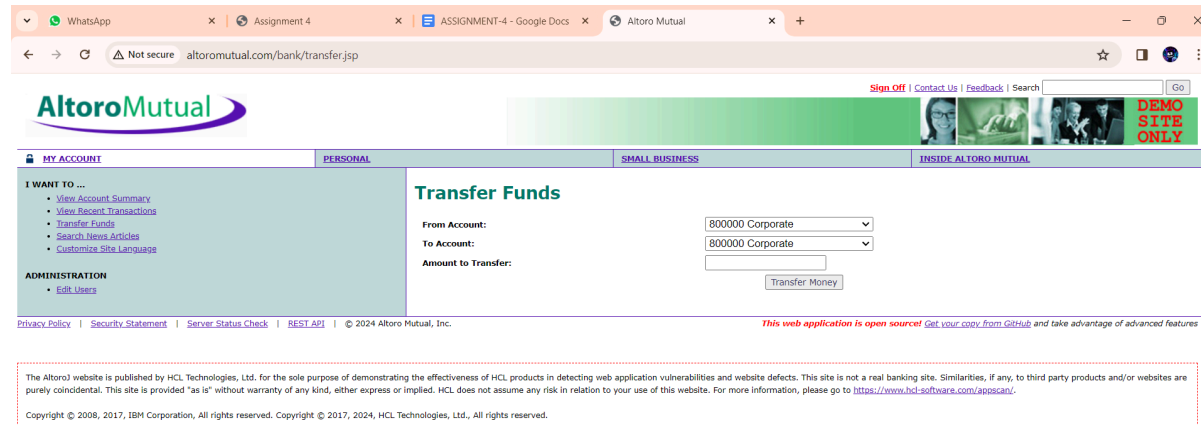 WhatsApp
Assignment 4
ASSIGNMENT-4 - Google Docs
Altoro Mutual
Not secure altoromutual.com/bank/transfer.jsp
Sign Off | Contact Us | Feedback | Search Go
AltoroMutual
DEMO
SITE
ONLY
MY ACCOUNT PERSONAL SMALL BUSINESS INSIDE ALTORO MUTUAL
I WANT TO ...
• View Account Summary
• View Recent Transactions
• Transfer Funds
• Search News Articles
• Customize Site Language
ADMINISTRATION
• Edit Users
Transfer Funds
From Account: 800000 Corporate
To Account: 800000 Corporate
Amount to Transfer:
Transfer Money
Privacy Policy | Security Statement | Server Status Check | REST API | © 2024 Altoro Mutual, Inc. This web application is open source! Get your copy from GitHub and take advantage of advanced features
The AltoroJ website is published by HCL Technologies, Ltd. for the sole purpose of demonstrating the effectiveness of HCL products in detecting web application vulnerabilities and website defects. This site is not a real banking site. Similarities, if any, to third party products and/or websites are
purely coincidental. This site is provided "as is" without warranty of any kind, either express or implied. HCL does not assume any risk in relation to your use of this website. For more information, please go to https://www.hcl-software.com/appscan/.
Copyright © 2008, 2017, IBM Corporation, All rights reserved. Copyright © 2017, 2024, HCL Technologies, Ltd., All rights reserved.